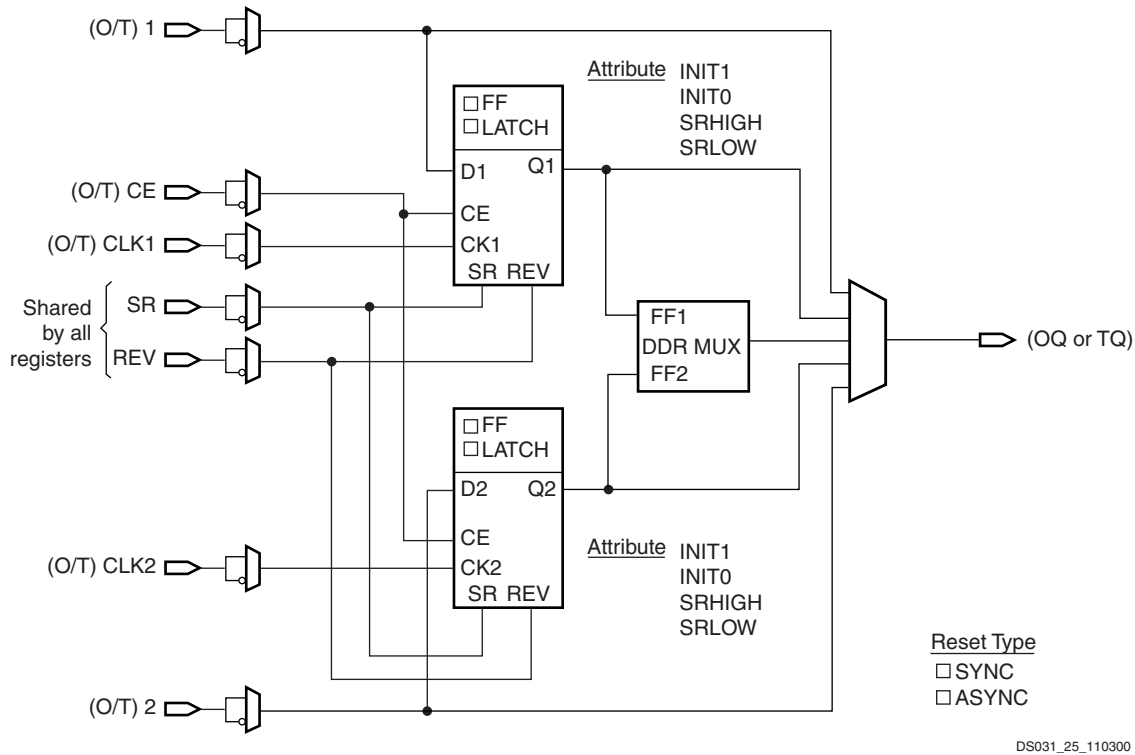 (O/T) 1
Attribute INIT1
INIT0
SRHIGH
SRLOW
FF
LATCH
D1 Q1
(O/T) CE
CE
(O/T) CLK1
CK1
SR REV
Shared
by all
registers
SR
REV
FF1
DDR MUX
FF2
(OQ or TQ)
FF
LATCH
D2 Q2
CE
(O/T) CLK2
CK2
SR REV
Attribute INIT1
INIT0
SRHIGH
SRLOW
Reset Type
SYNC
ASYNC
(O/T) 2
DS031_25_110300